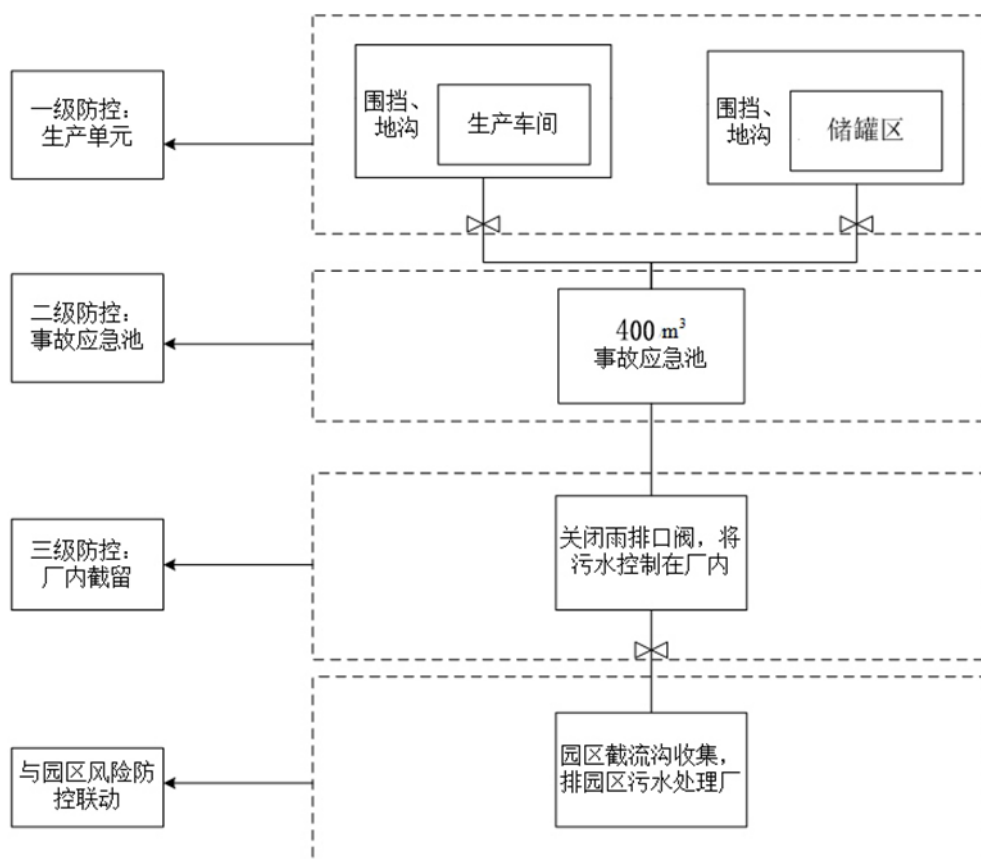 一级防控：
生产单元
围挡、
地沟
生产车间
围挡、
地沟
储罐区
二级防控：
事故应急池
400 m³
事故应急池
三级防控：
厂内截留
关闭雨排口阀，将
污水控制在厂内
与园区风险防
控联动
园区截流沟收集，
排园区污水处理厂